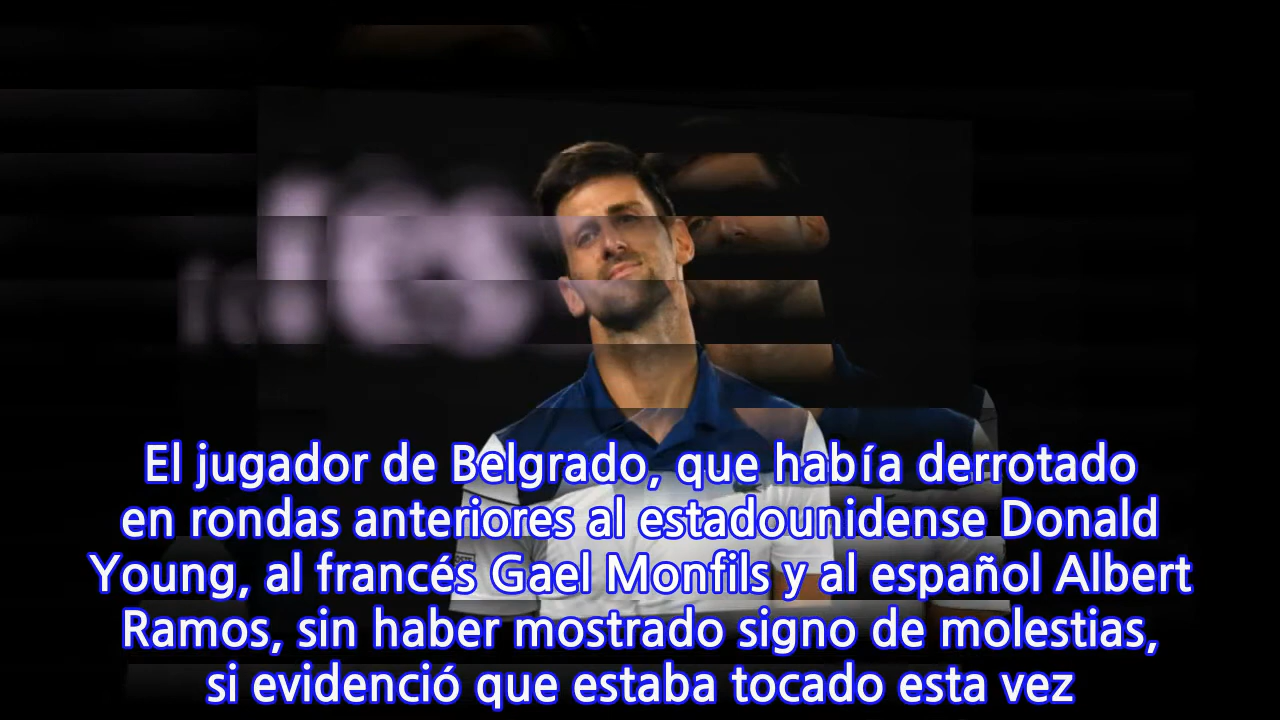 El jugador de Belgrado, que había derrotado
en rondas anteriores al estadounidense Donald
Young, al francés Gael Monfils y al español Albert
Ramos, sin haber mostrado signo de molestias,
si evidenció que estaba tocado esta vez